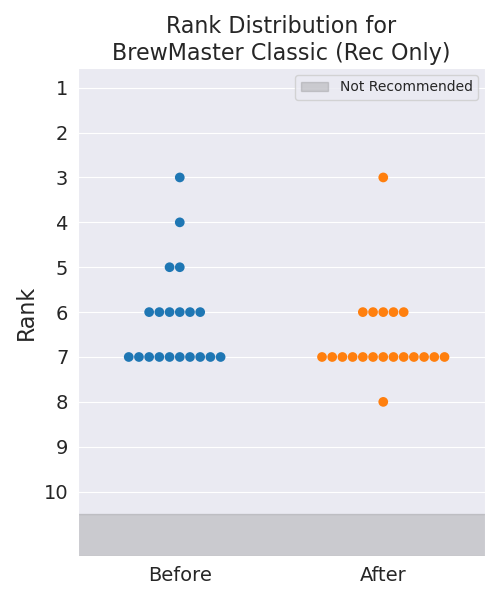 Rank Distribution for
BrewMaster Classic (Rec Only)
Not Recommended
1
2
3
4
5
6
7
8
9
10
Rank
Before
After